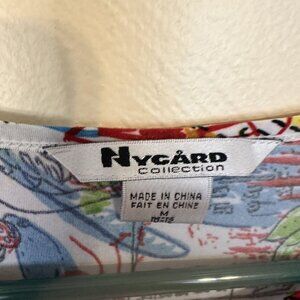 NYGÅRD
Collection
MADE IN CHINA
FAIT EN CHINE
M